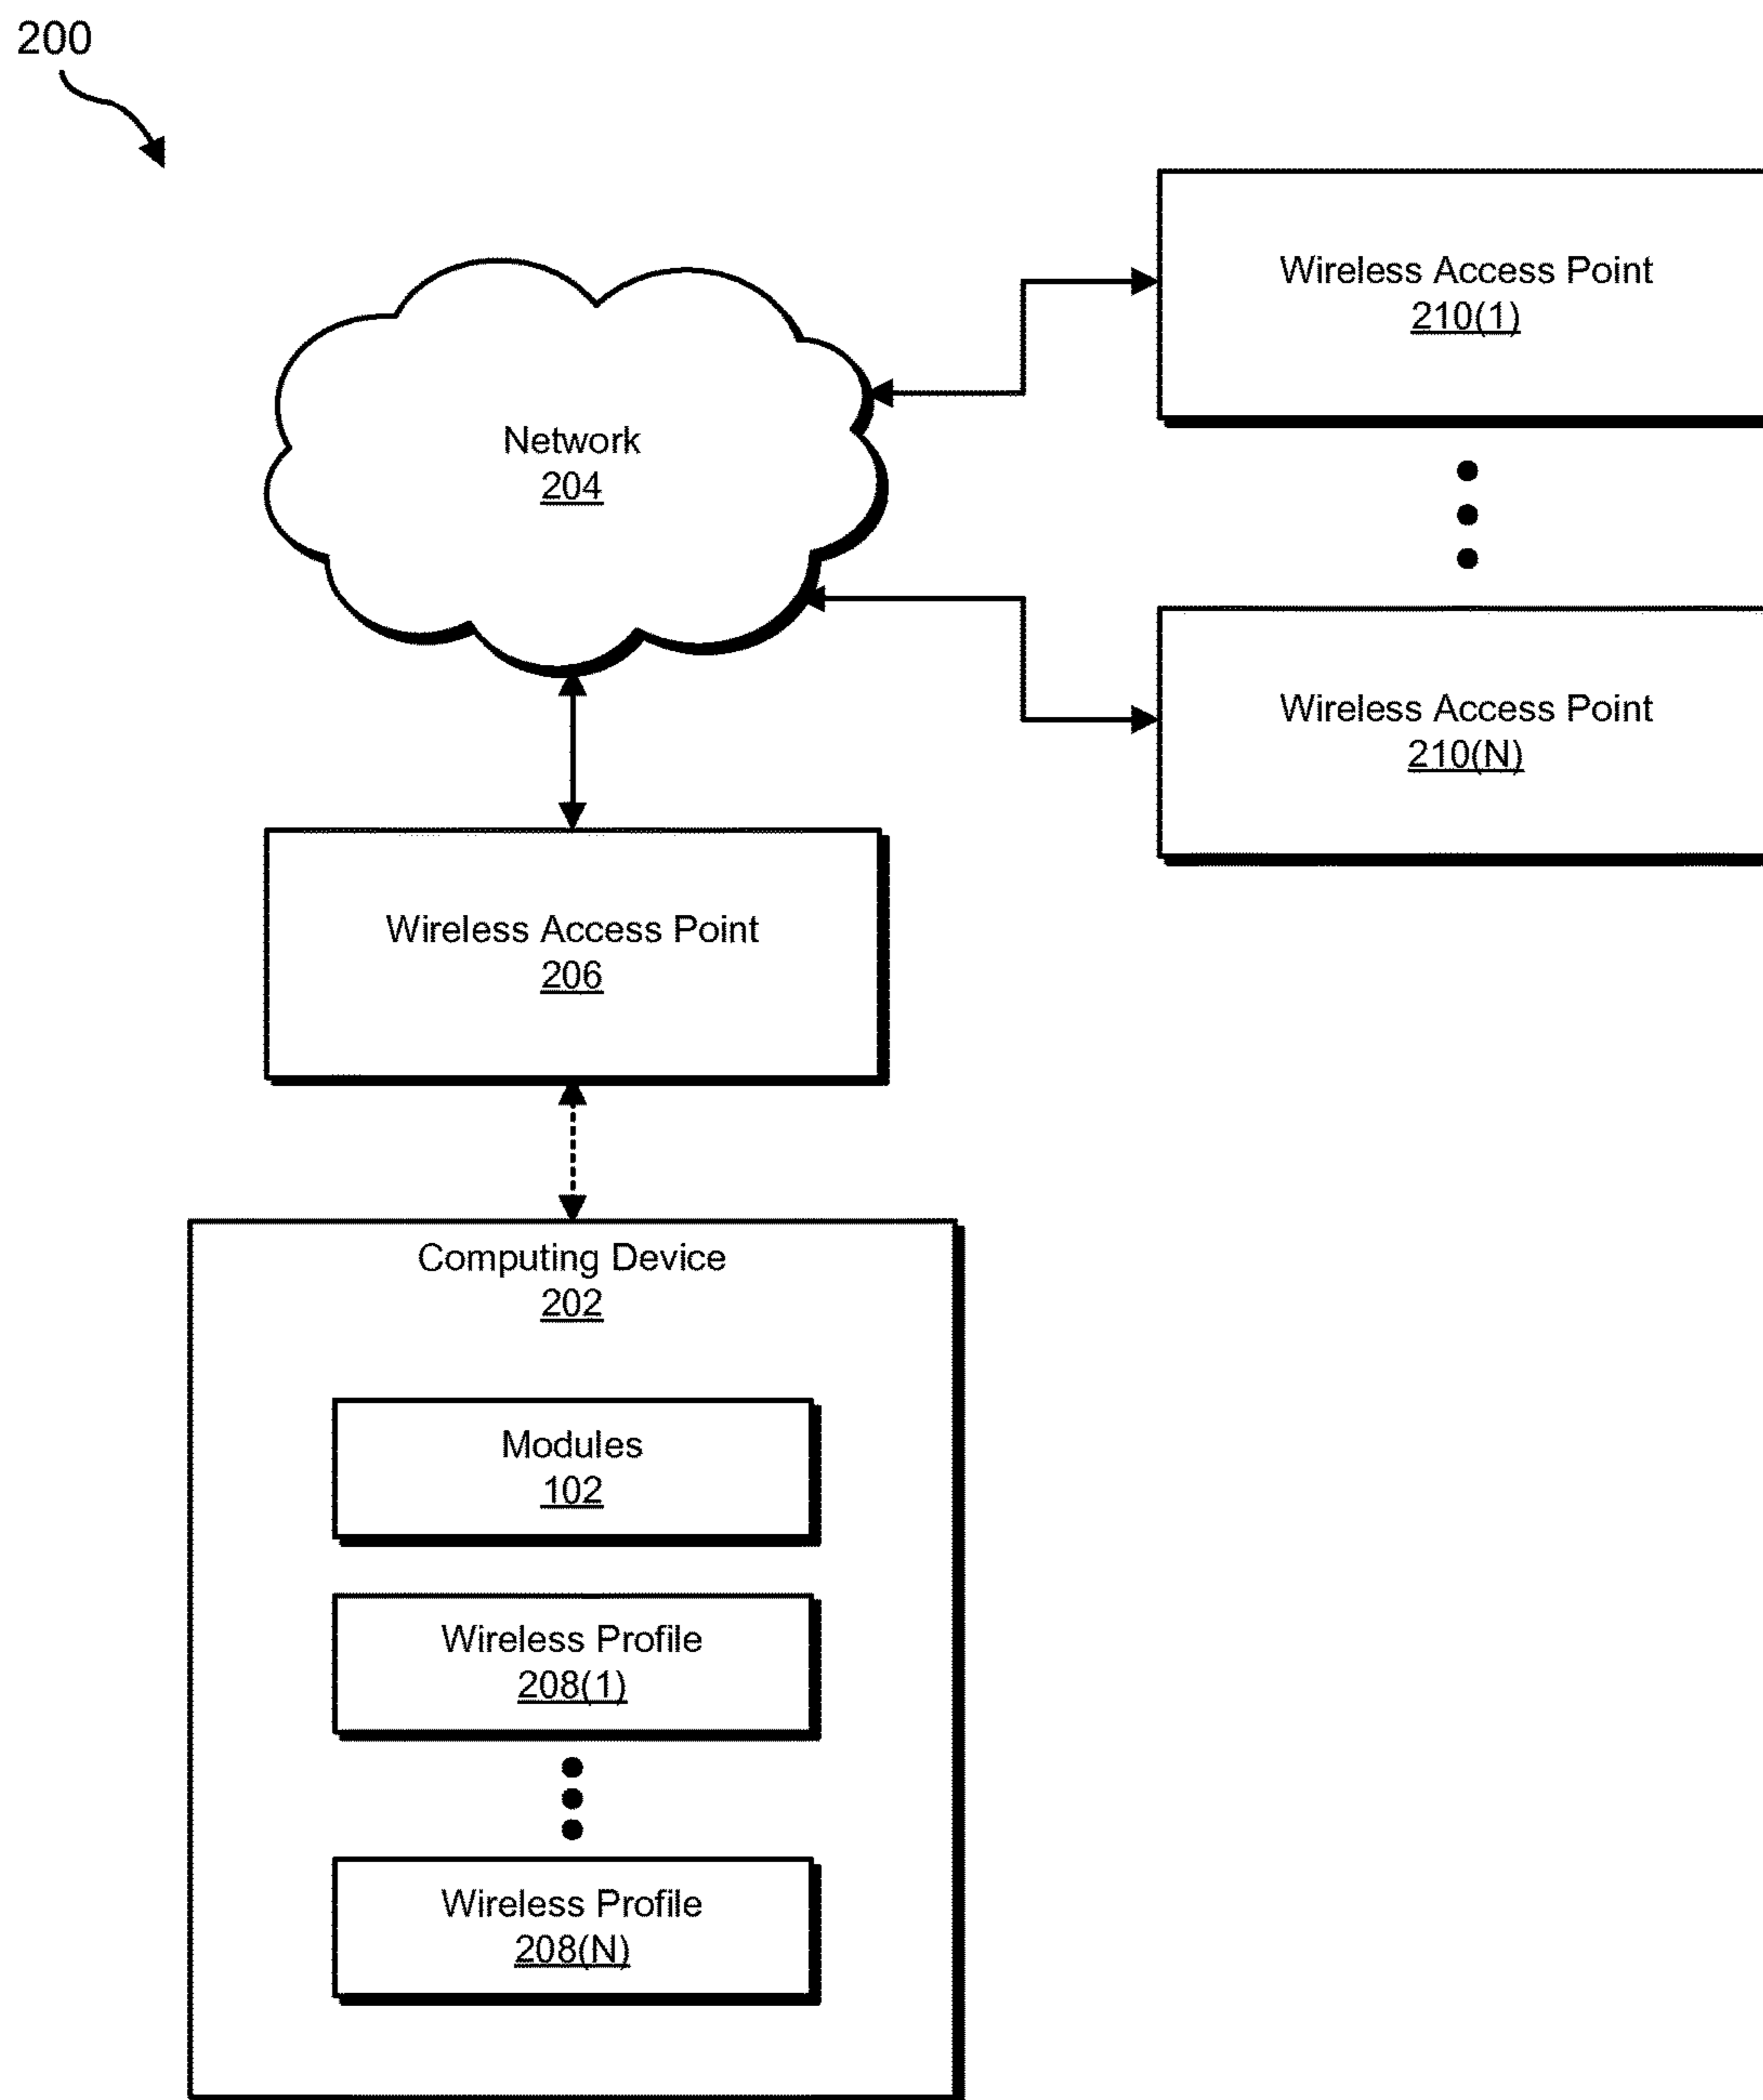 200
Wireless Access Point
210(1)
Network
204
Wireless Access Point
210(N)
Wireless Access Point
206
Computing Device
202
Modules
102
Wireless Profile
208(1)
Wireless Profile
208(N)